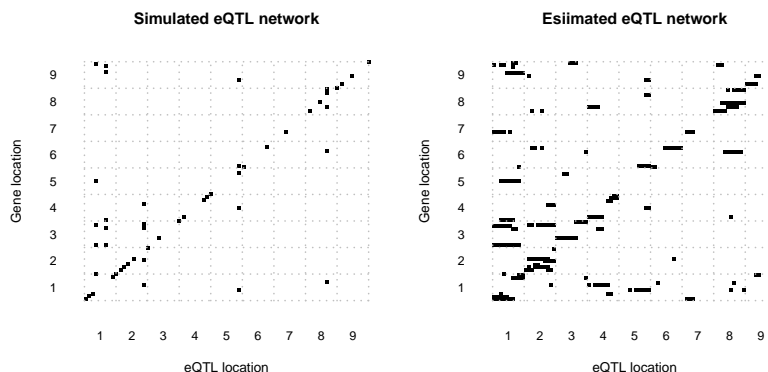 Simulated eQTL network
Gene location
9
8
7
6
5
4
3
2
1
1 2 3 4 5 6 7 8 9
eQTL location
Esiimated eQTL network
Gene location
9
8
7
6
5
4
3
2
1
1 2 3 4 5 6 7 8 9
eQTL location